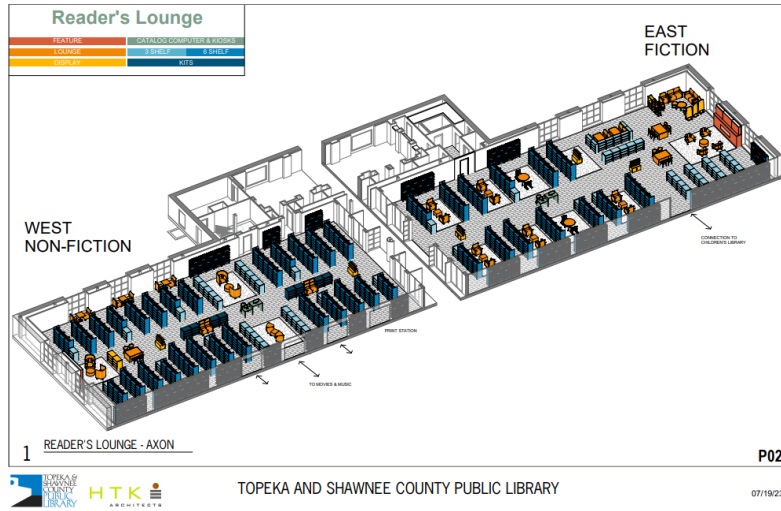 Reader's Lounge
FEATURE
CATALOG COMPUTER & KIOSKS
LOUNGE
3 SHELF
6 SHELF
DISPLAY
KITS
EAST
FICTION
WEST
NON-FICTION
CONNECTION TO
CHILDREN'S LIBRARY
PRINT STATION
TO MOVIES & MUSIC
1
READER'S LOUNGE - AXON
P02
TOPEKA &
SHAWNEE
COUNTY
PUBLIC
LIBRARY
HTK
ARCHITECTS
TOPEKA AND SHAWNEE COUNTY PUBLIC LIBRARY
07/19/23